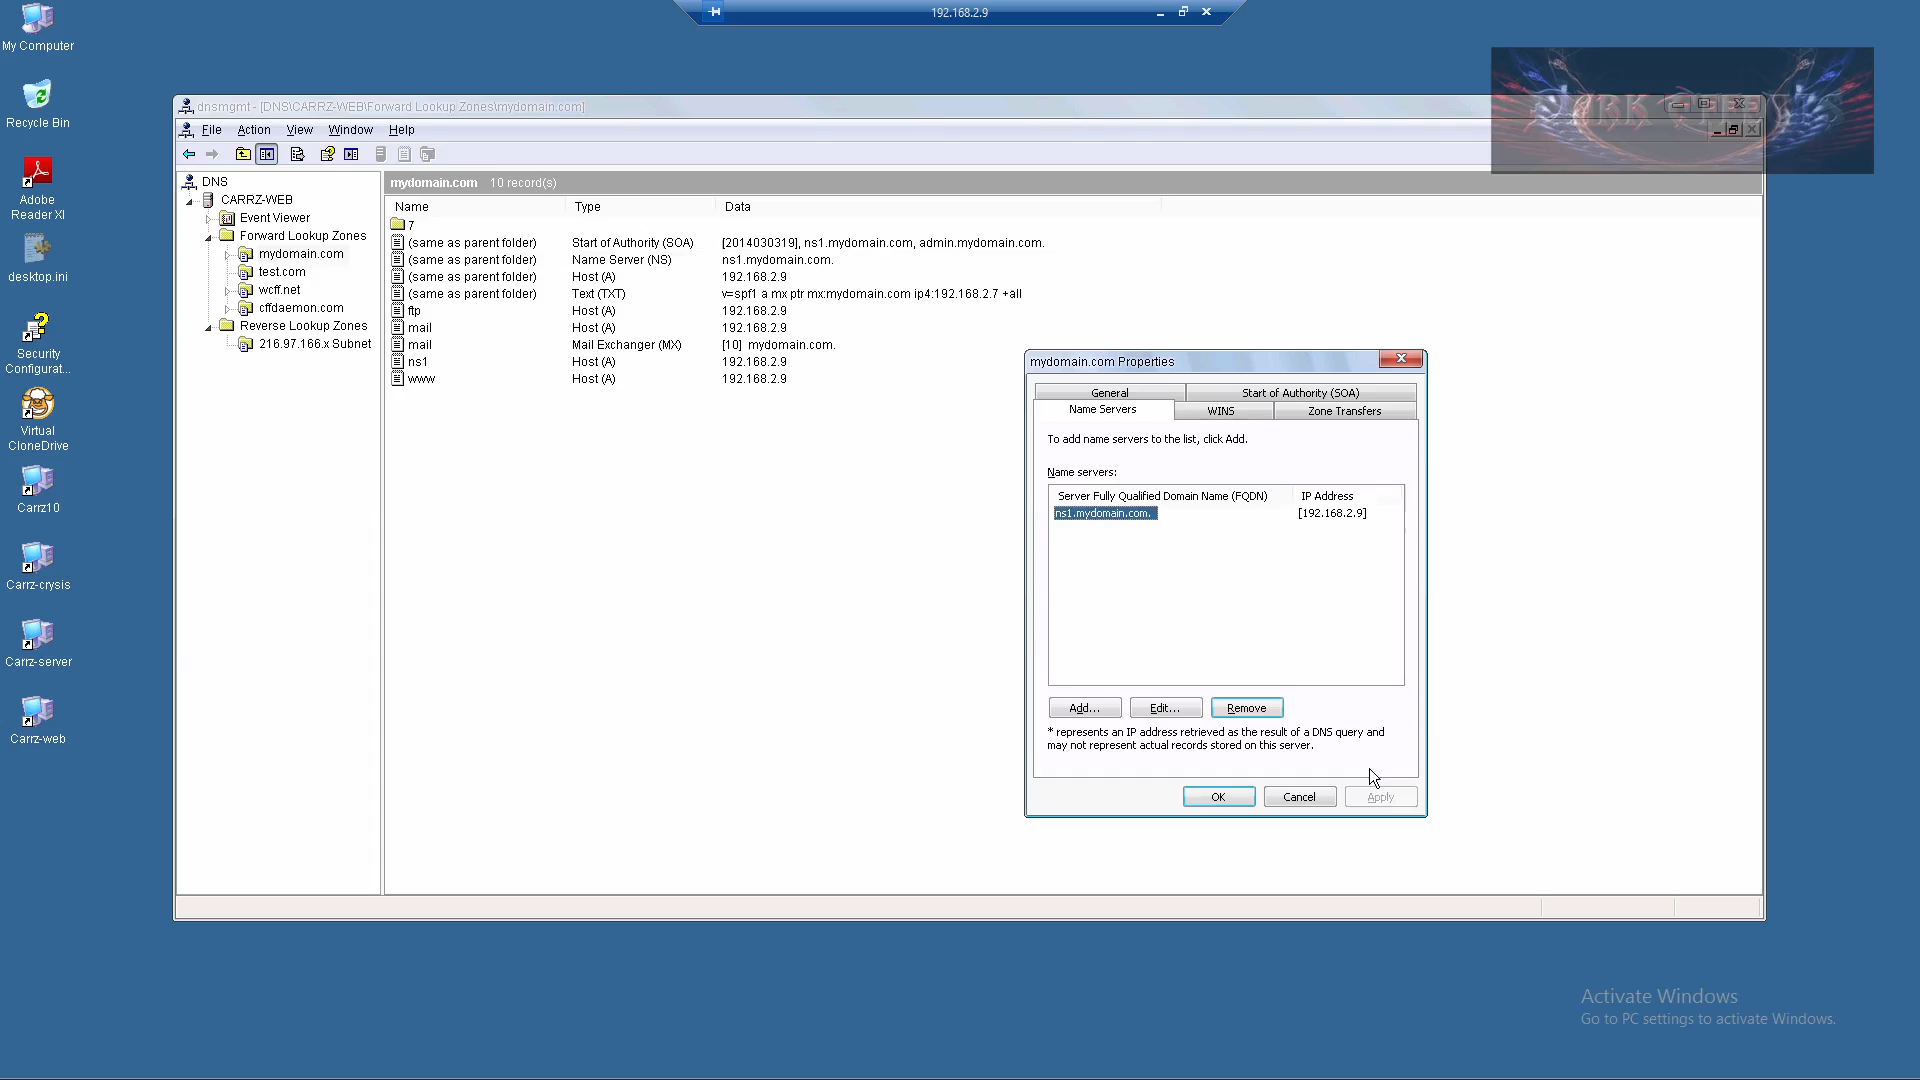 192.168.2.9
My Computer
Recycle Bin
Adobe
Reader XI
desktop.ini
Security
Configurat...
Virtual
CloneDrive
Carrz10
Carrz-crysis
Carrz-server
Carrz-web
dnsmgmt - [DNS\CARRZ-WEB\Forward Lookup Zones\mydomain.com]
File Action View Window Help
DNS
CARRZ-WEB
Event Viewer
Forward Lookup Zones
mydomain.com
test.com
wcff.net
cffdaemon.com
Reverse Lookup Zones
216.97.166.x Subnet
mydomain.com 10 record(s)
Name Type Data
7
(same as parent folder) Start of Authority (SOA) [2014030319], ns1.mydomain.com, admin.mydomain.com.
(same as parent folder) Name Server (NS) ns1.mydomain.com.
(same as parent folder) Host (A) 192.168.2.9
(same as parent folder) Text (TXT) v=spf1 a mx ptr mx:mydomain.com ip4:192.168.2.7 +all
ftp Host (A) 192.168.2.9
mail Host (A) 192.168.2.9
mail Mail Exchanger (MX) [10] mydomain.com.
ns1 Host (A) 192.168.2.9
www Host (A) 192.168.2.9
mydomain.com Properties
General Start of Authority (SOA)
Name Servers WINS Zone Transfers
To add name servers to the list, click Add.
Name servers:
Server Fully Qualified Domain Name (FQDN) IP Address
ns1.mydomain.com. [192.168.2.9]
Add... Edit... Remove
* represents an IP address retrieved as the result of a DNS query and
may not represent actual records stored on this server.
OK Cancel Apply
Activate Windows
Go to PC settings to activate Windows.